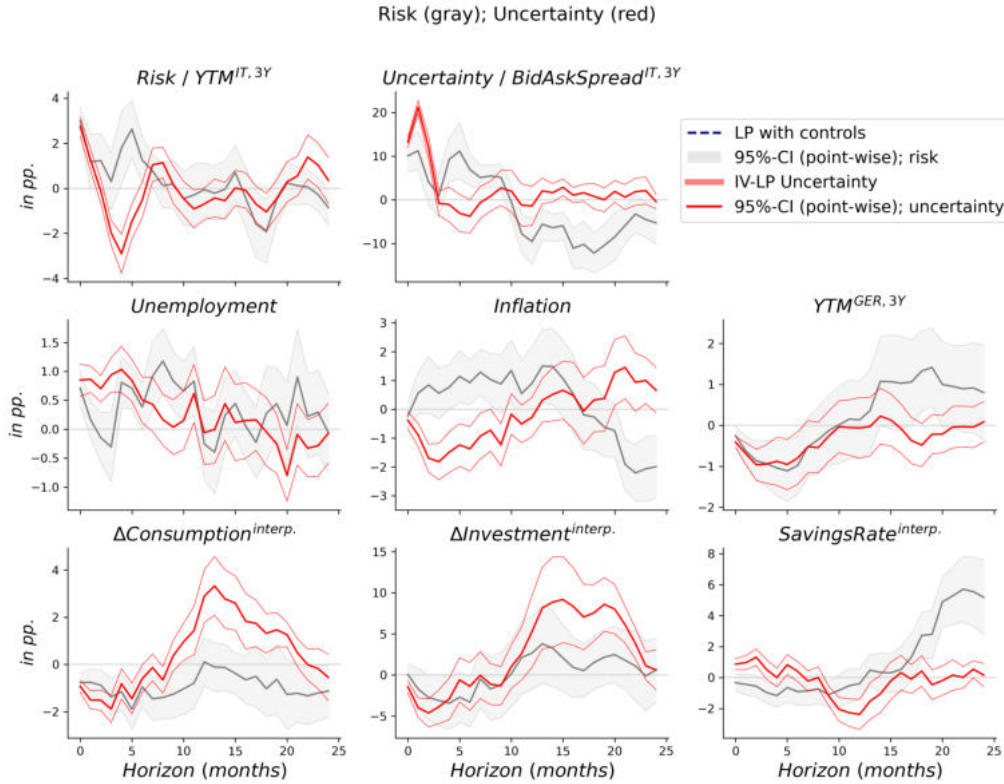 Risk (gray); Uncertainty (red)
Risk / YTM^{IT, 3Y}
Uncertainty / BidAskSpread^{IT, 3Y}
in pp.
4
2
0
−2
−4
20
10
0
−10
LP with controls
95%-CI (point-wise); risk
IV-LP Uncertainty
95%-CI (point-wise); uncertainty
Unemployment
Inflation
YTM^{GER, 3Y}
in pp.
1.5
1.0
0.5
0.0
−0.5
−1.0
3
2
1
0
−1
−2
−3
2
1
0
−1
−2
ΔConsumption^{interp.}
ΔInvestment^{interp.}
SavingsRate^{interp.}
in pp.
4
2
0
−2
15
10
5
0
−5
8
6
4
2
0
−2
0 5 10 15 20 25
0 5 10 15 20 25
0 5 10 15 20 25
Horizon (months)
Horizon (months)
Horizon (months)